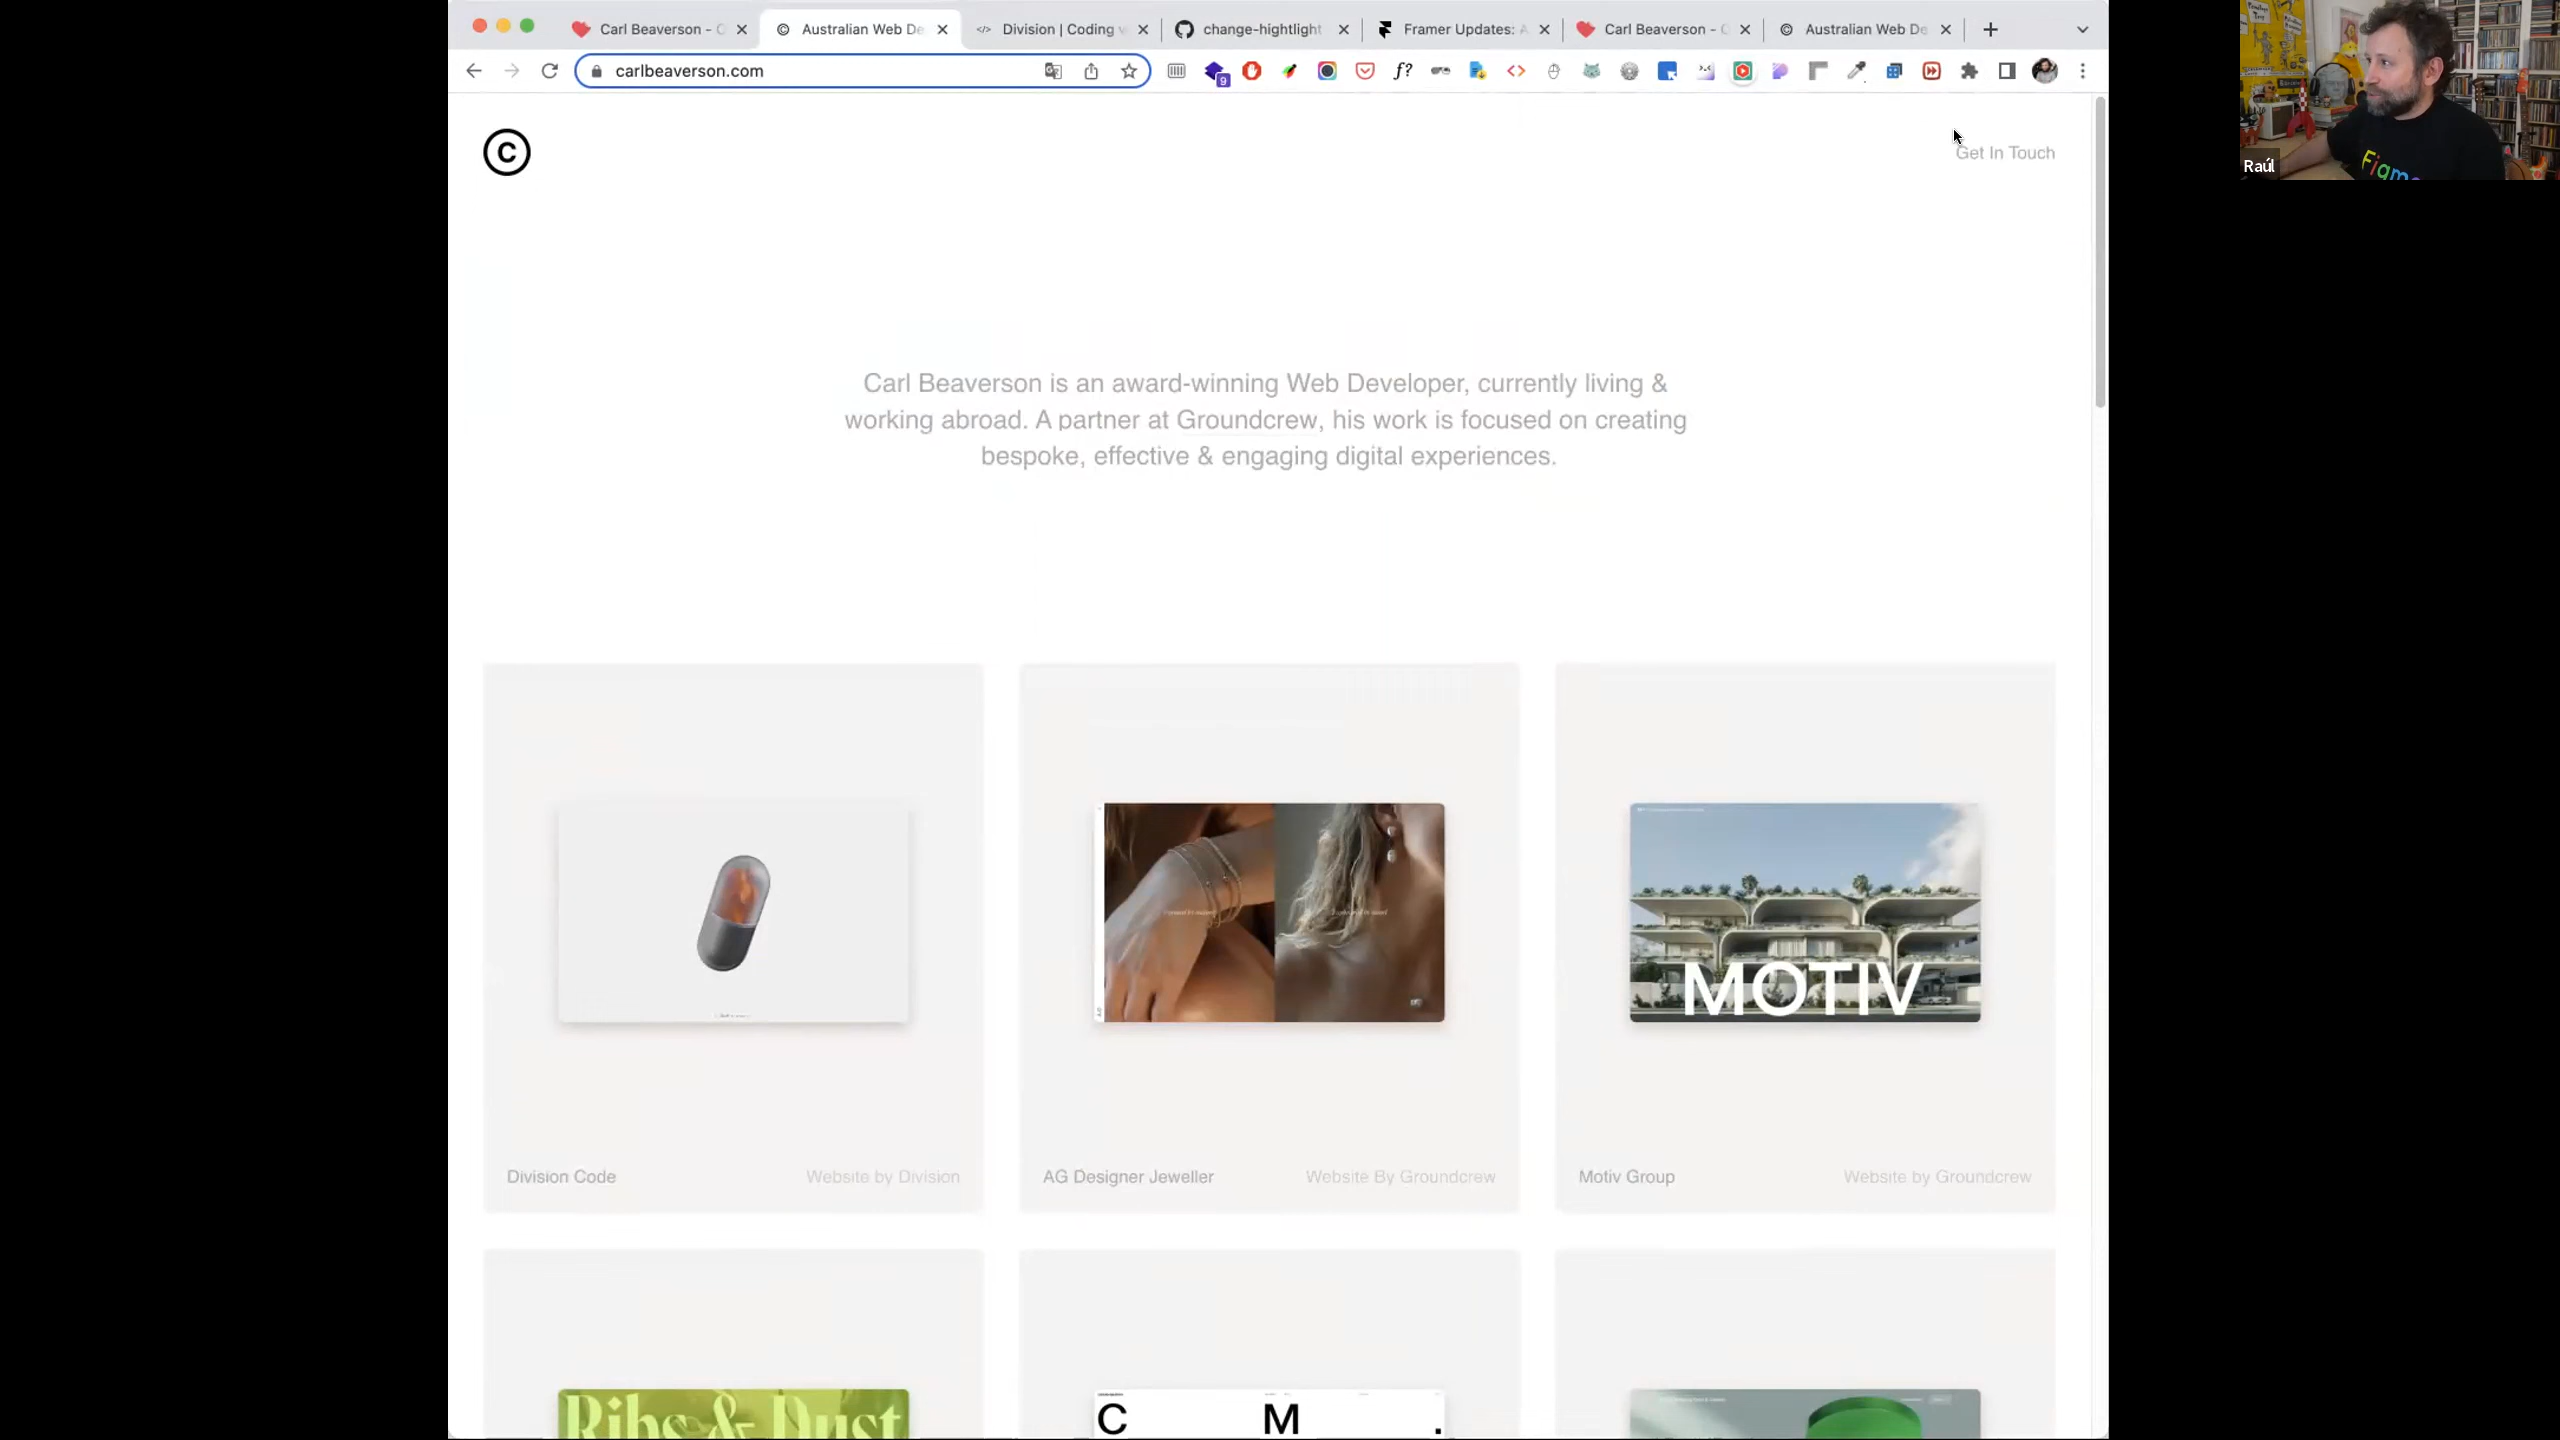 Carl Beaverson - C
Australian Web De
Division | Coding v
change-hightlight
Framer Updates: A
Carl Beaverson - C
Australian Web De
carlbeaverson.com
f?
9
Raúl
Figma
C
Get In Touch
Carl Beaverson is an award-winning Web Developer, currently living &
working abroad. A partner at Groundcrew, his work is focused on creating
bespoke, effective & engaging digital experiences.
MOTIV
Division Code
Website by Division
AG Designer Jeweller
Website By Groundcrew
Motiv Group
Website by Groundcrew
Ribs & Dust
C M .